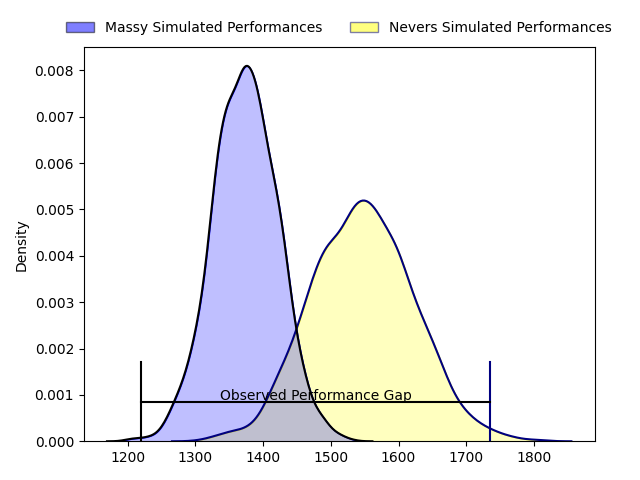 Massy Simulated Performances
Nevers Simulated Performances
0.008
0.007
0.006
0.005
0.004
0.003
0.002
0.001
0.000
Density
Observed Performance Gap
1200 1300 1400 1500 1600 1700 1800